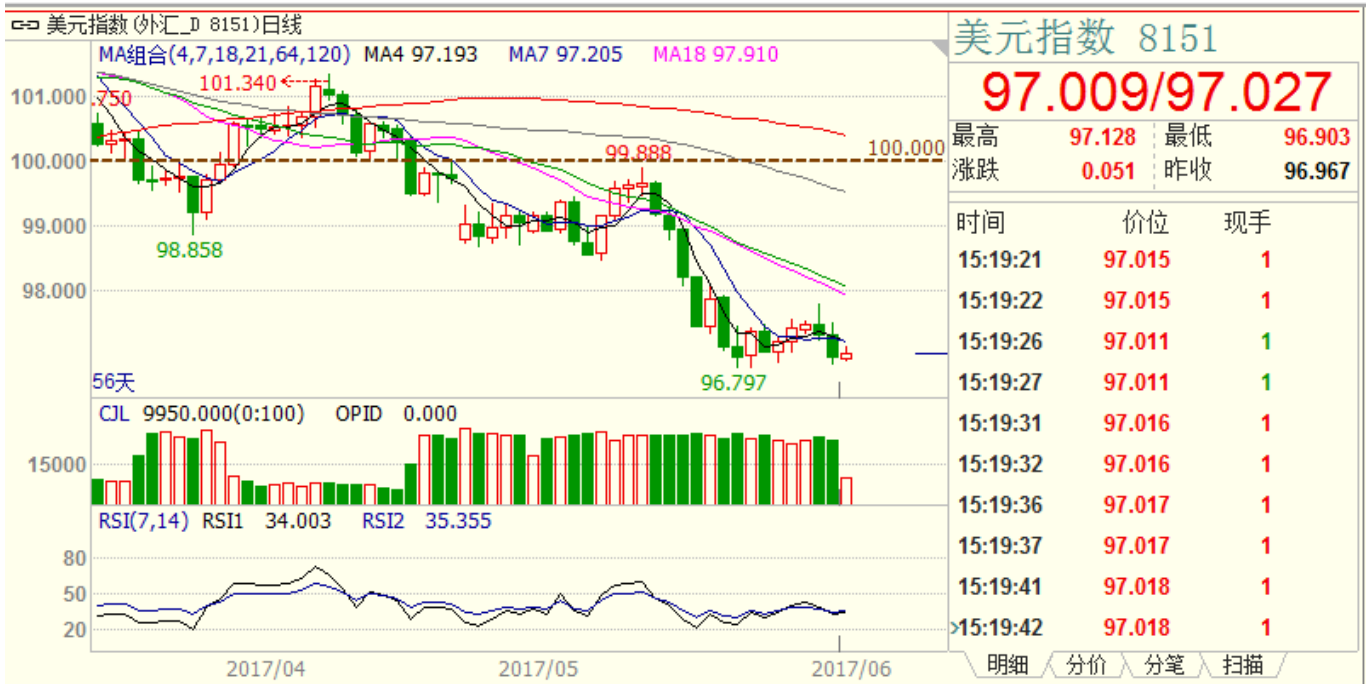 美元指数(外汇_D 8151)日线
MA组合(4,7,18,21,64,120) MA4 97.193 MA7 97.205 MA18 97.910
101.000
.750
101.340
100.000
99.888
100.000
99.000
98.858
98.000
96.797
56天
CJL 9950.000(0:100) OPID 0.000
15000
RSI(7,14) RSI1 34.003 RSI2 35.355
80
50
20
2017/04 2017/05 2017/06
美元指数 8151
97.009/97.027
最高 97.128 最低 96.903
涨跌 0.051 昨收 96.967
时间 价位 现手
15:19:21 97.015 1
15:19:22 97.015 1
15:19:26 97.011 1
15:19:27 97.011 1
15:19:31 97.016 1
15:19:32 97.016 1
15:19:36 97.017 1
15:19:37 97.017 1
15:19:41 97.018 1
15:19:42 97.018 1
明细 分价 分笔 扫描